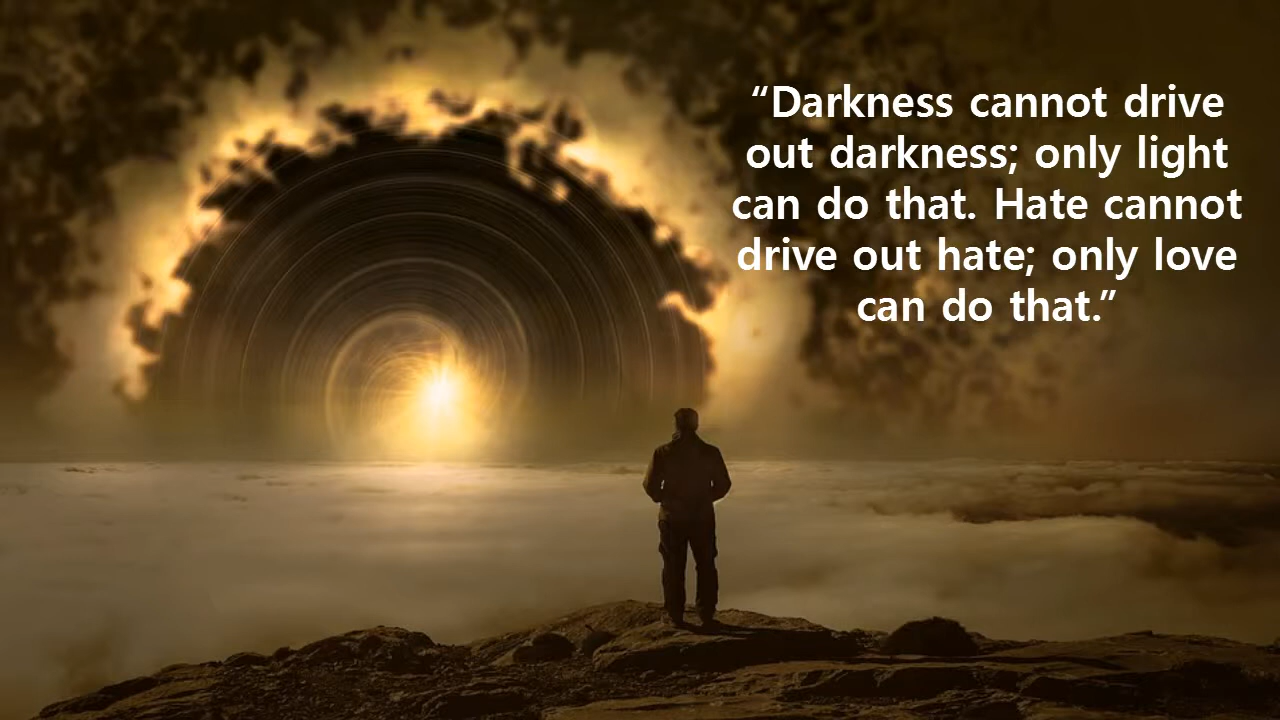 “Darkness cannot drive
out darkness; only light
can do that. Hate cannot
drive out hate; only love
can do that.”